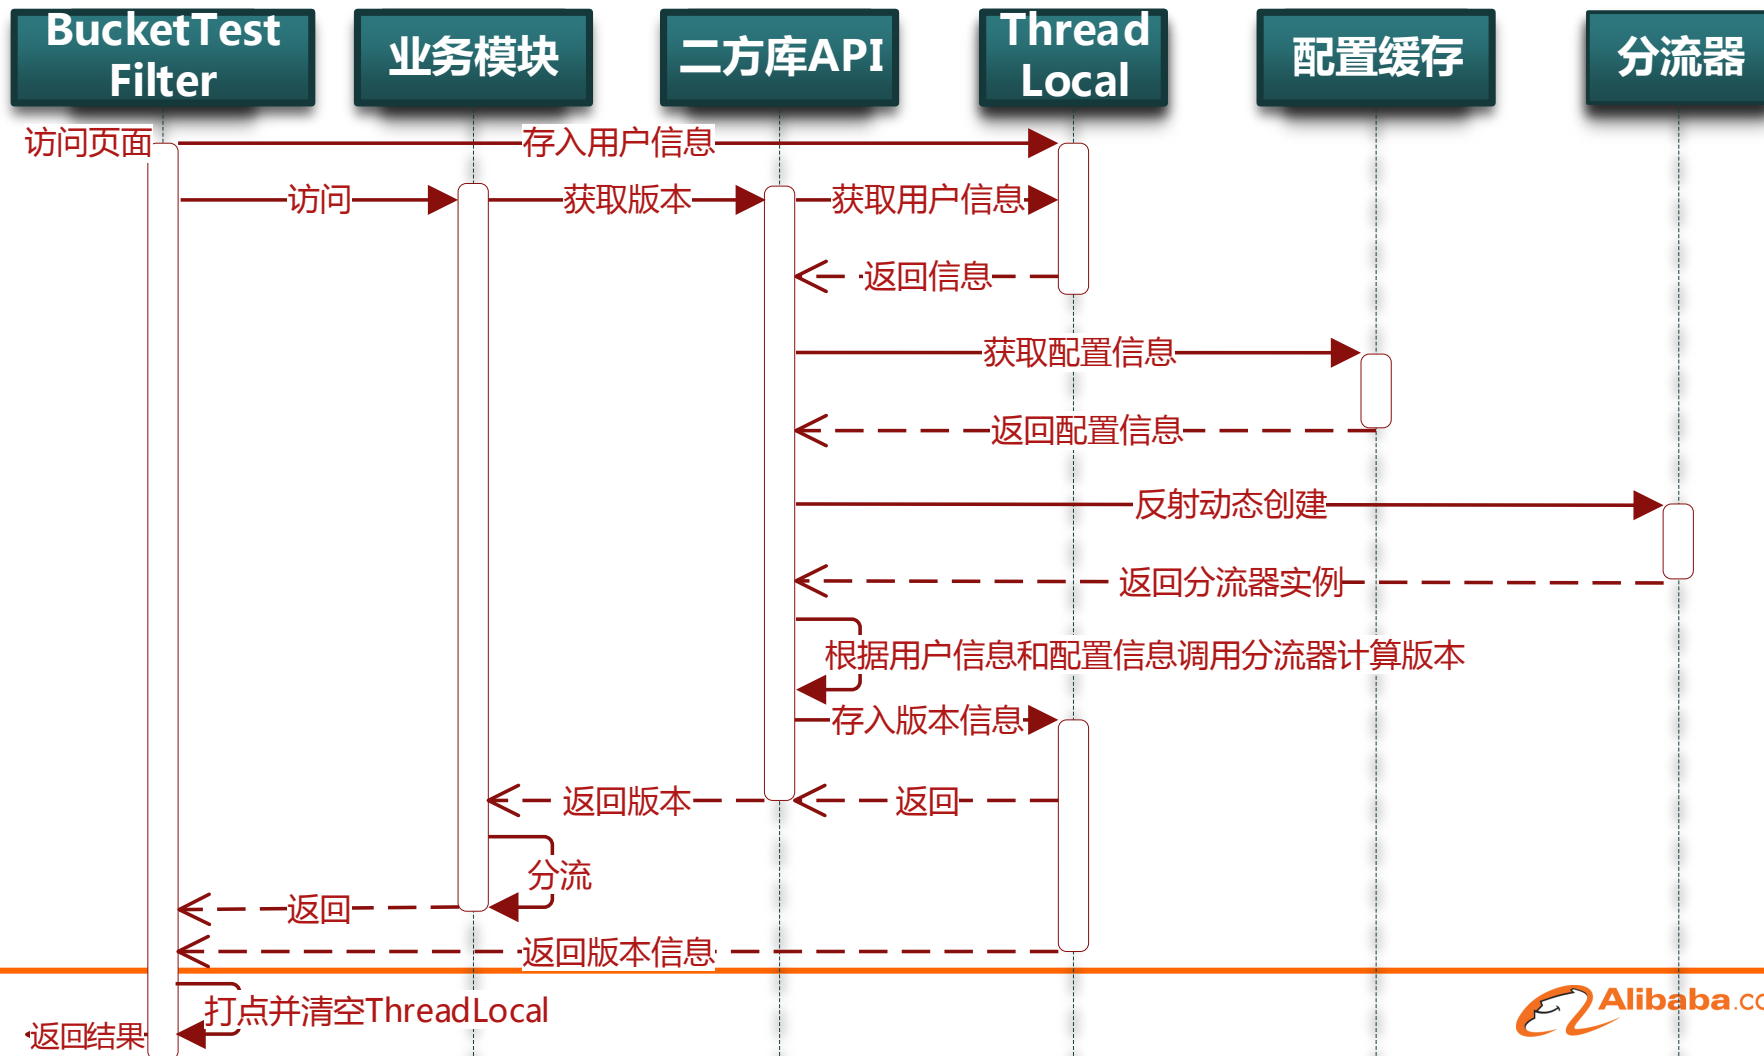 BucketTest
Filter
业务模块
二方库API
Thread
Local
配置缓存
分流器
访问页面
存入用户信息
访问
获取版本
获取用户信息
返回信息
获取配置信息
返回配置信息
反射动态创建
返回分流器实例
根据用户信息和配置信息调用分流器计算版本
存入版本信息
返回版本
返回
分流
返回
返回版本信息
打点并清空ThreadLocal
返回结果
Alibaba.co